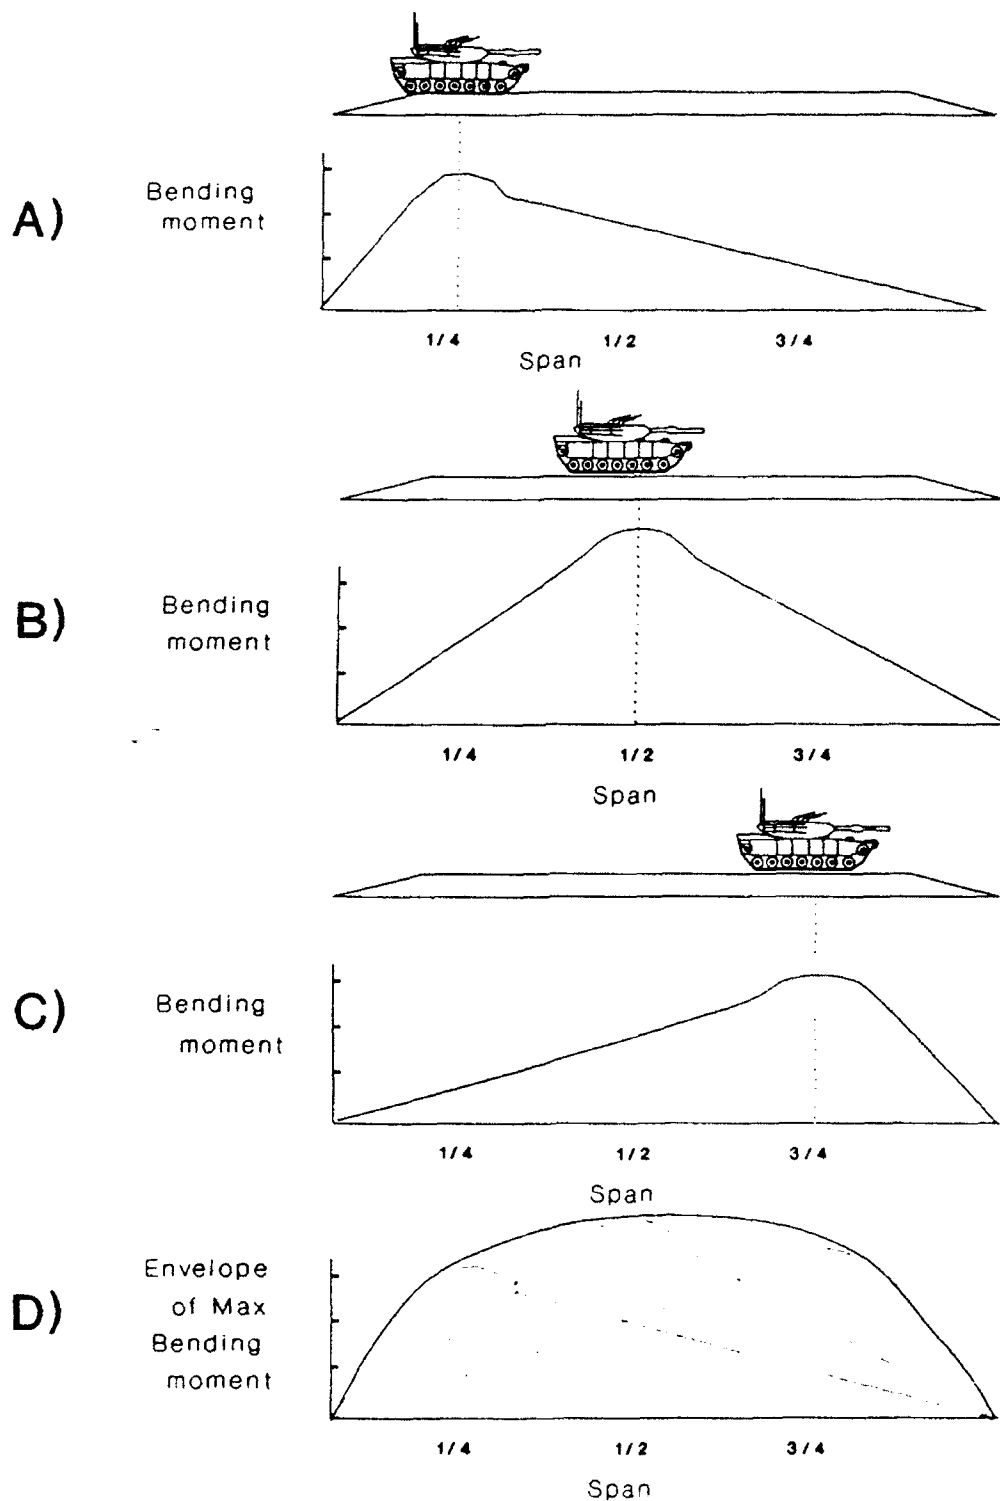 A)
Bending
moment
1/4 1/2 3/4
Span
B)
Bending
moment
1/4 1/2 3/4
Span
C)
Bending
moment
1/4 1/2 3/4
Span
D)
Envelope
of Max
Bending
moment
1/4 1/2 3/4
Span